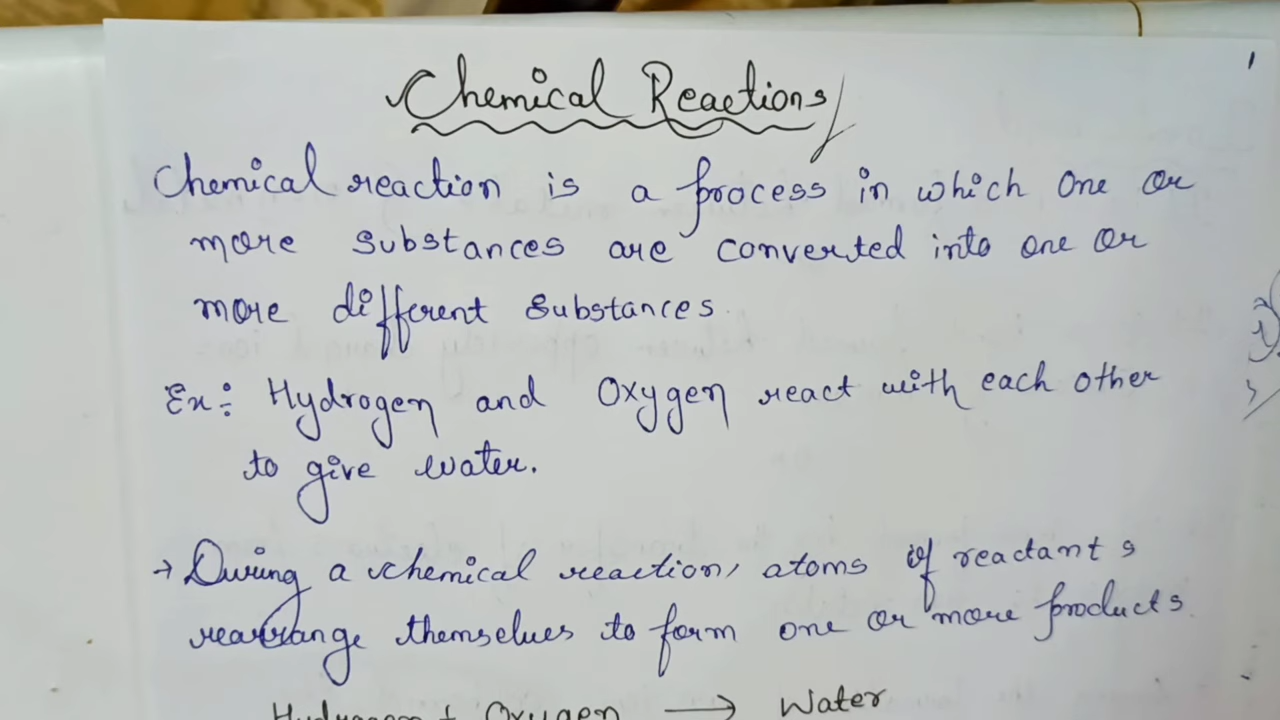 Chemical Reactions
Chemical reaction is a process in which one or
more substances are converted into one or
more different substances.
Ex:- Hydrogen and Oxygen react with each other
to give water.
→ During a chemical reaction, atoms of reactants
rearrange themselves to form one or more products.
Hydrogen + Oxygen → Water